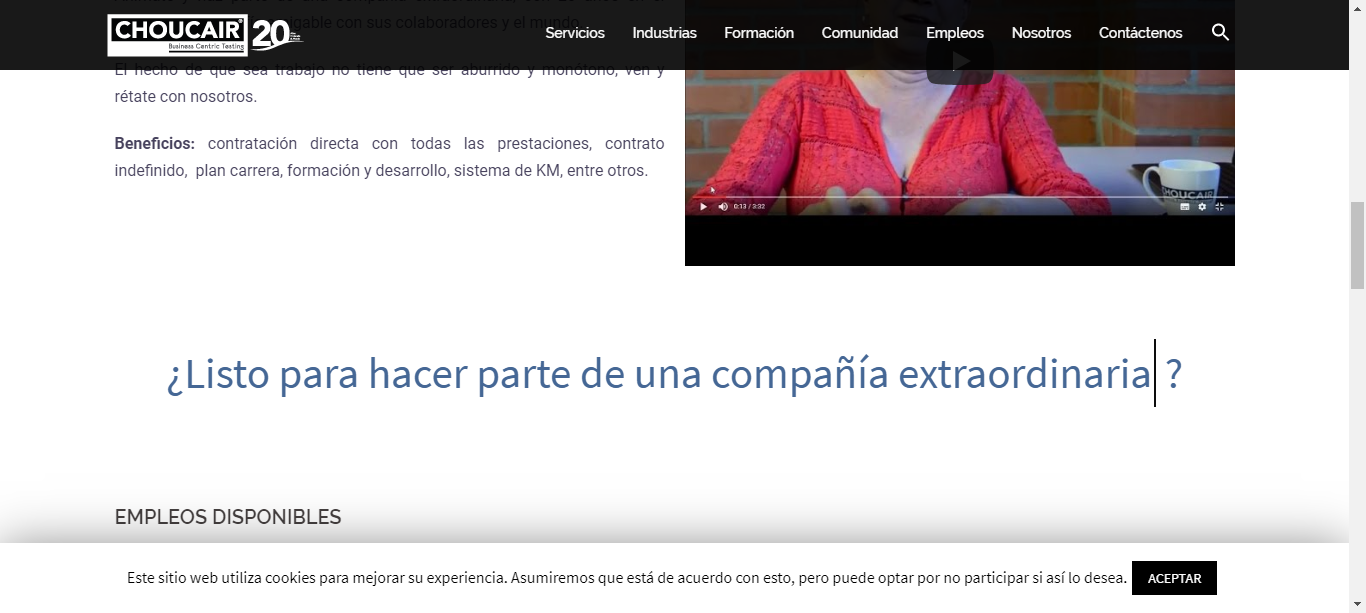 CHOUCAIR
Business Centric Testing
20
Servicios Industrias Formación Comunidad Empleos Nosotros Contáctenos
con sus colaboradores y el mundo.
El hecho de que sea trabajo no tiene que ser aburrido y monótono, ven y
rétate con nosotros.
Beneficios: contratación directa con todas las prestaciones, contrato
indefinido, plan carrera, formación y desarrollo, sistema de KM, entre otros.
CHOUCAIR
0:13 / 3:32
¿Listo para hacer parte de una compañía extraordinaria ?
EMPLEOS DISPONIBLES
Este sitio web utiliza cookies para mejorar su experiencia. Asumiremos que está de acuerdo con esto, pero puede optar por no participar si así lo desea. ACEPTAR